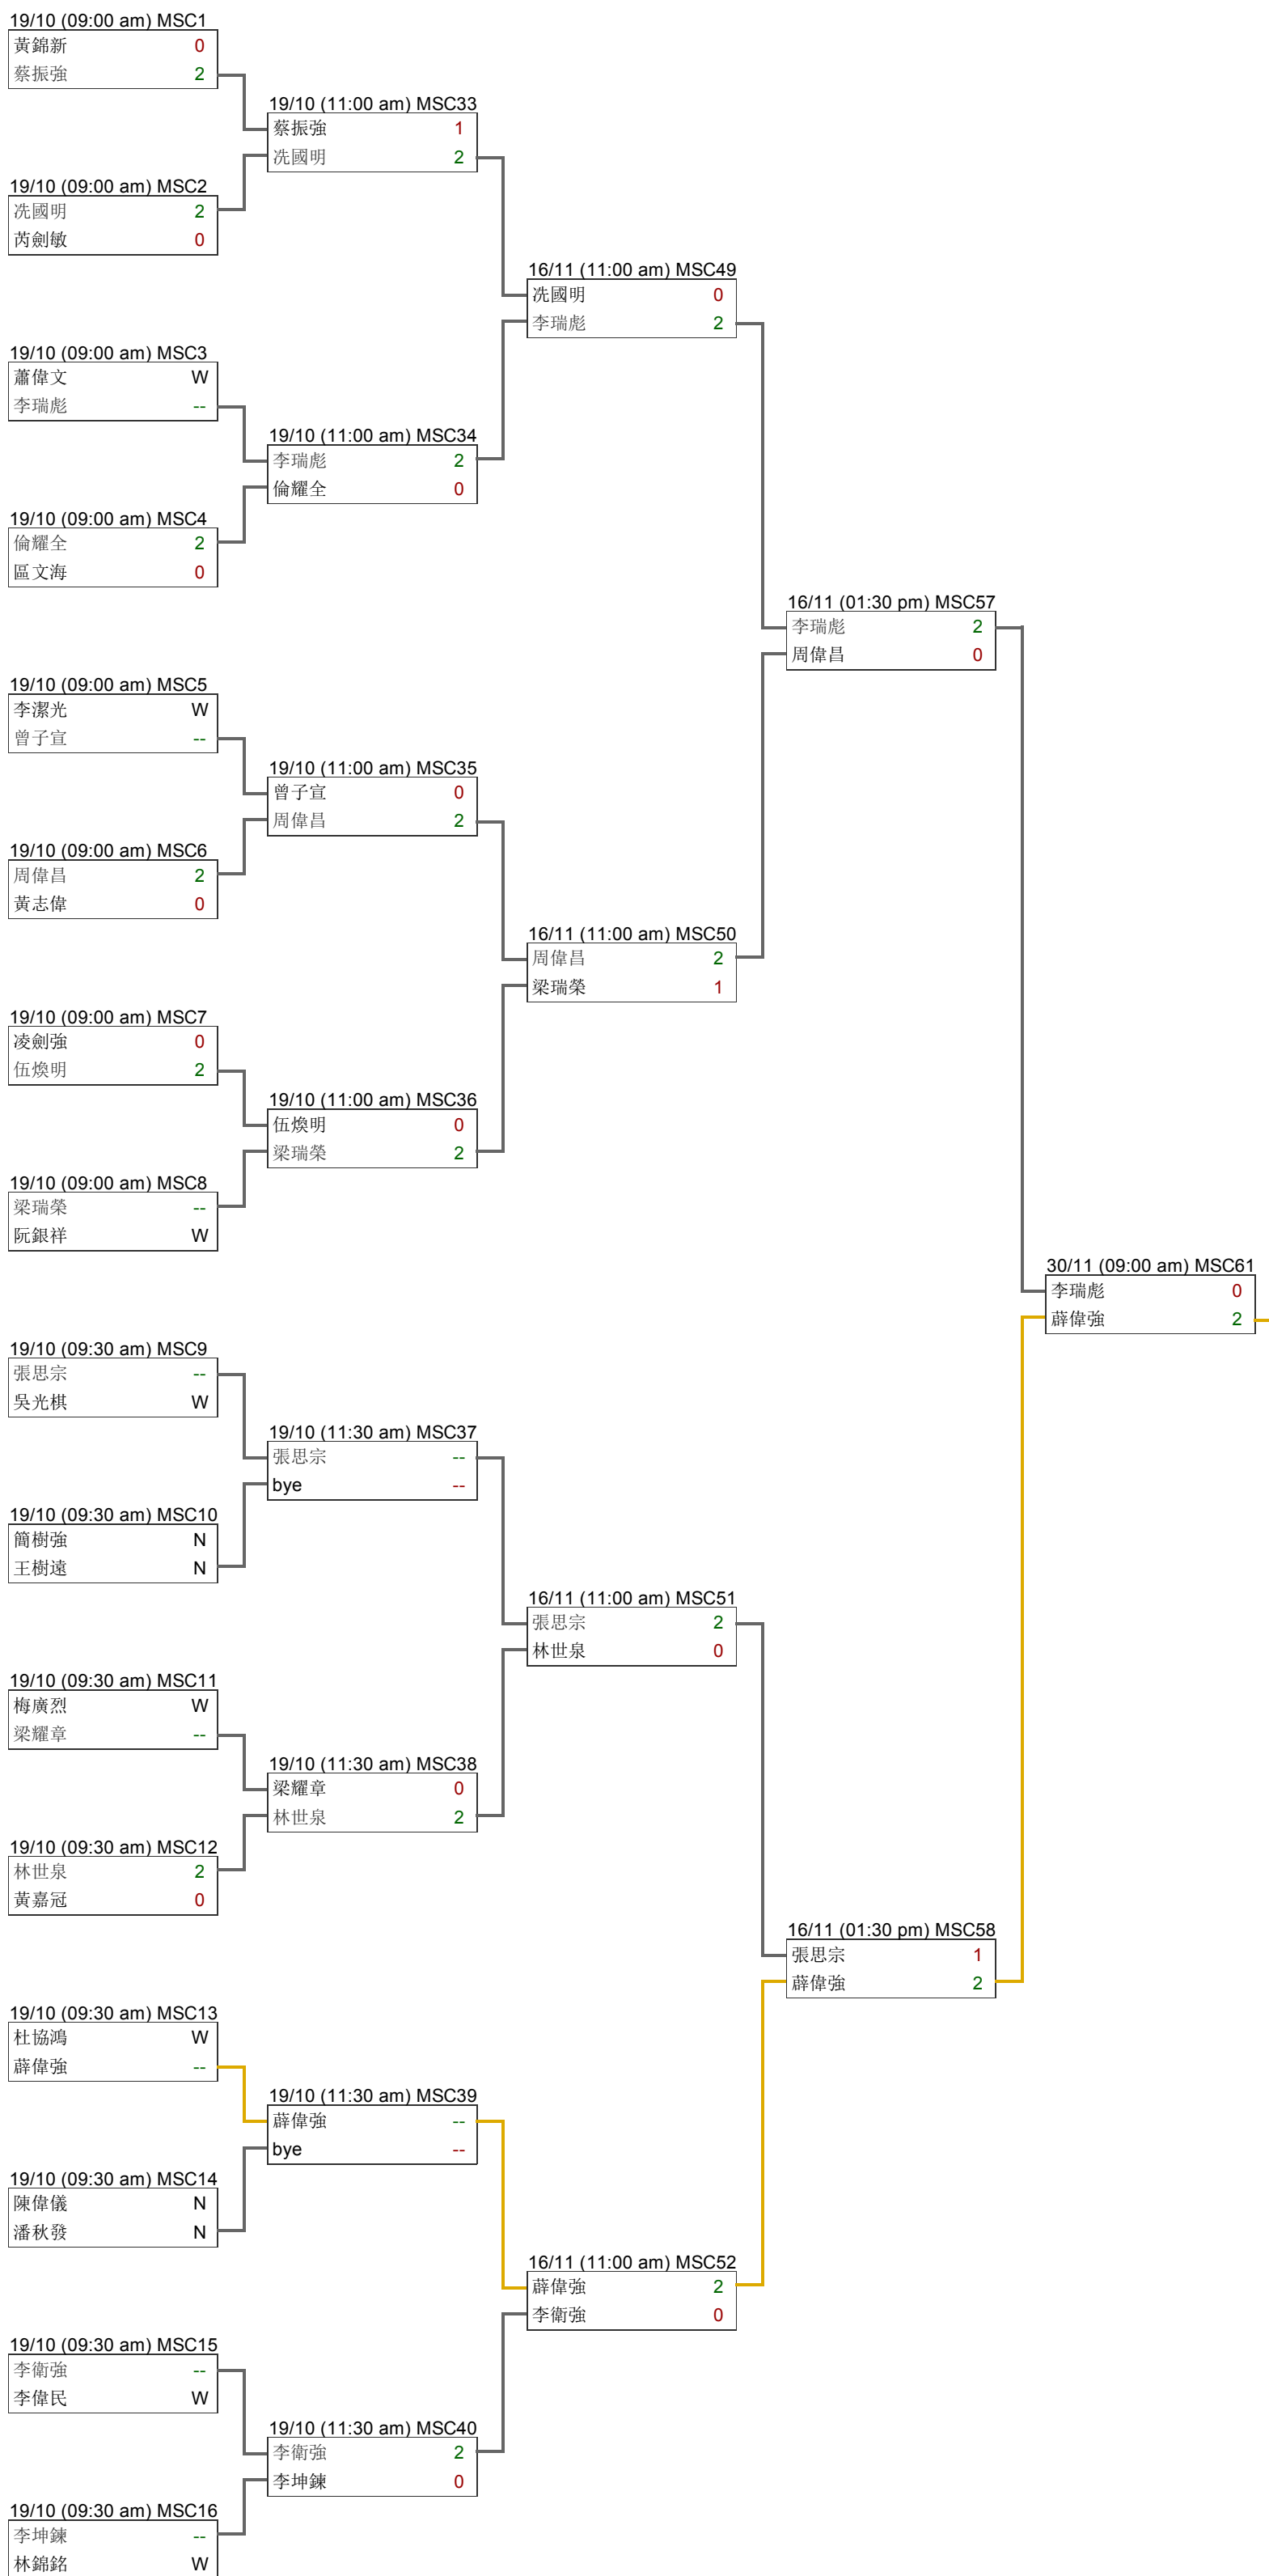 19/10 (09:00 am) MSC1
黃錦新 0
蔡振強 2
19/10 (11:00 am) MSC33
蔡振強 1
冼國明 2
19/10 (09:00 am) MSC2
冼國明 2
芮劍敏 0
16/11 (11:00 am) MSC49
冼國明 0
李瑞彪 2
19/10 (09:00 am) MSC3
蕭偉文 W
李瑞彪 --
19/10 (11:00 am) MSC34
李瑞彪 2
倫耀全 0
19/10 (09:00 am) MSC4
倫耀全 2
區文海 0
16/11 (01:30 pm) MSC57
李瑞彪 2
周偉昌 0
19/10 (09:00 am) MSC5
李潔光 W
曾子宣 --
19/10 (11:00 am) MSC35
曾子宣 0
周偉昌 2
19/10 (09:00 am) MSC6
周偉昌 2
黃志偉 0
16/11 (11:00 am) MSC50
周偉昌 2
梁瑞榮 1
19/10 (09:00 am) MSC7
凌劍強 0
伍煥明 2
19/10 (11:00 am) MSC36
伍煥明 0
梁瑞榮 2
19/10 (09:00 am) MSC8
梁瑞榮 --
阮銀祥 W
30/11 (09:00 am) MSC61
李瑞彪 0
薜偉強 2
19/10 (09:30 am) MSC9
張思宗 --
吳光棋 W
19/10 (11:30 am) MSC37
張思宗 --
bye --
19/10 (09:30 am) MSC10
簡樹強 N
王樹遠 N
16/11 (11:00 am) MSC51
張思宗 2
林世泉 0
19/10 (09:30 am) MSC11
梅廣烈 W
梁耀章 --
19/10 (11:30 am) MSC38
梁耀章 0
林世泉 2
19/10 (09:30 am) MSC12
林世泉 2
黃嘉冠 0
16/11 (01:30 pm) MSC58
張思宗 1
薜偉強 2
19/10 (09:30 am) MSC13
杜協鴻 W
薜偉強 --
19/10 (11:30 am) MSC39
薜偉強 --
bye --
19/10 (09:30 am) MSC14
陳偉儀 N
潘秋發 N
16/11 (11:00 am) MSC52
薜偉強 2
李衛強 0
19/10 (09:30 am) MSC15
李衛強 --
李偉民 W
19/10 (11:30 am) MSC40
李衛強 2
李坤鍊 0
19/10 (09:30 am) MSC16
李坤鍊 --
林錦銘 W